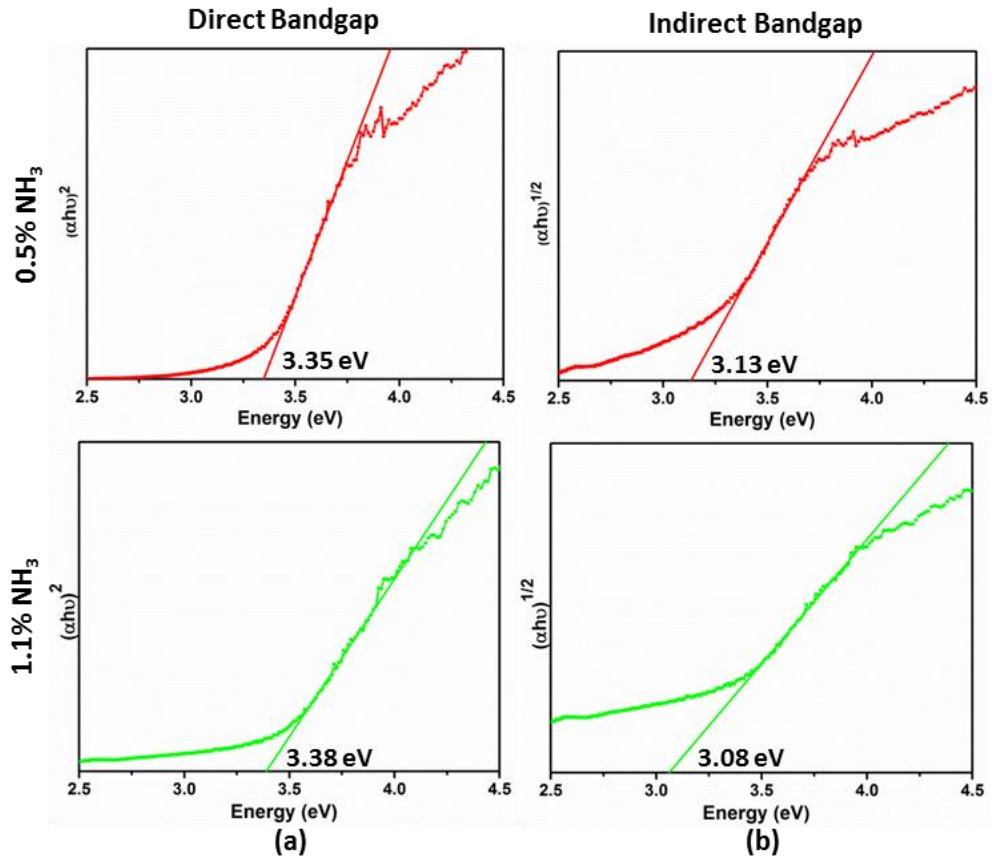 Direct Bandgap
Indirect Bandgap
0.5% NH₃
(αhυ)²
3.35 eV
2.5 3.0 3.5 4.0 4.5
Energy (eV)
(αhυ)^1/2
3.13 eV
2.5 3.0 3.5 4.0 4.5
Energy (eV)
1.1% NH₃
(αhυ)²
3.38 eV
2.5 3.0 3.5 4.0 4.5
Energy (eV)
(a)
(αhυ)^1/2
3.08 eV
2.5 3.0 3.5 4.0 4.5
Energy (eV)
(b)